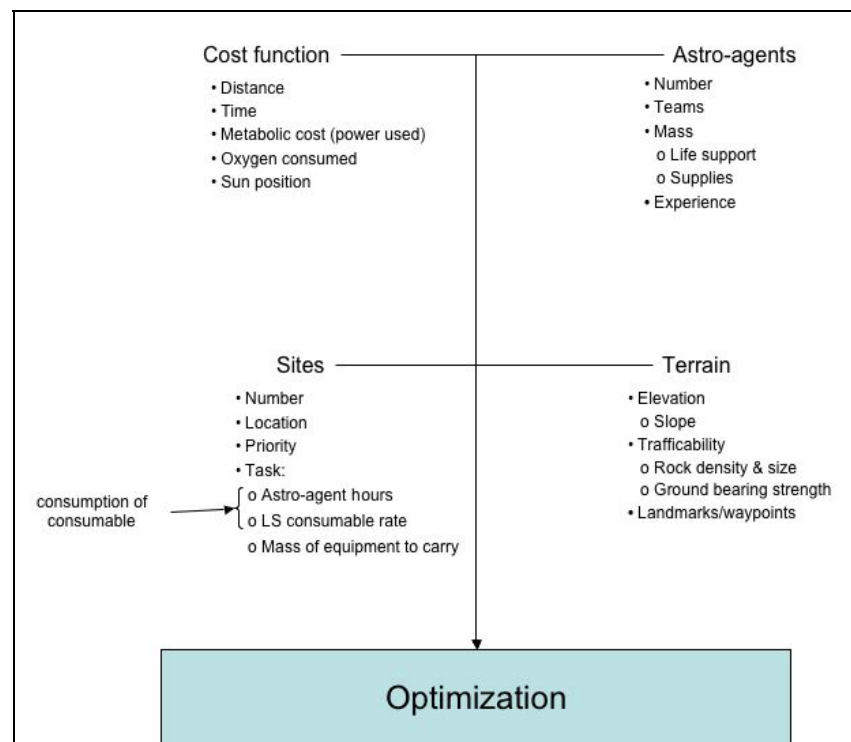 Cost function
• Distance
• Time
• Metabolic cost (power used)
• Oxygen consumed
• Sun position
Astro-agents
• Number
• Teams
• Mass
o Life support
o Supplies
• Experience
Sites
• Number
• Location
• Priority
• Task:
o Astro-agent hours
o LS consumable rate
o Mass of equipment to carry
consumption of
consumable
Terrain
• Elevation
o Slope
• Trafficability
o Rock density & size
o Ground bearing strength
• Landmarks/waypoints
Optimization